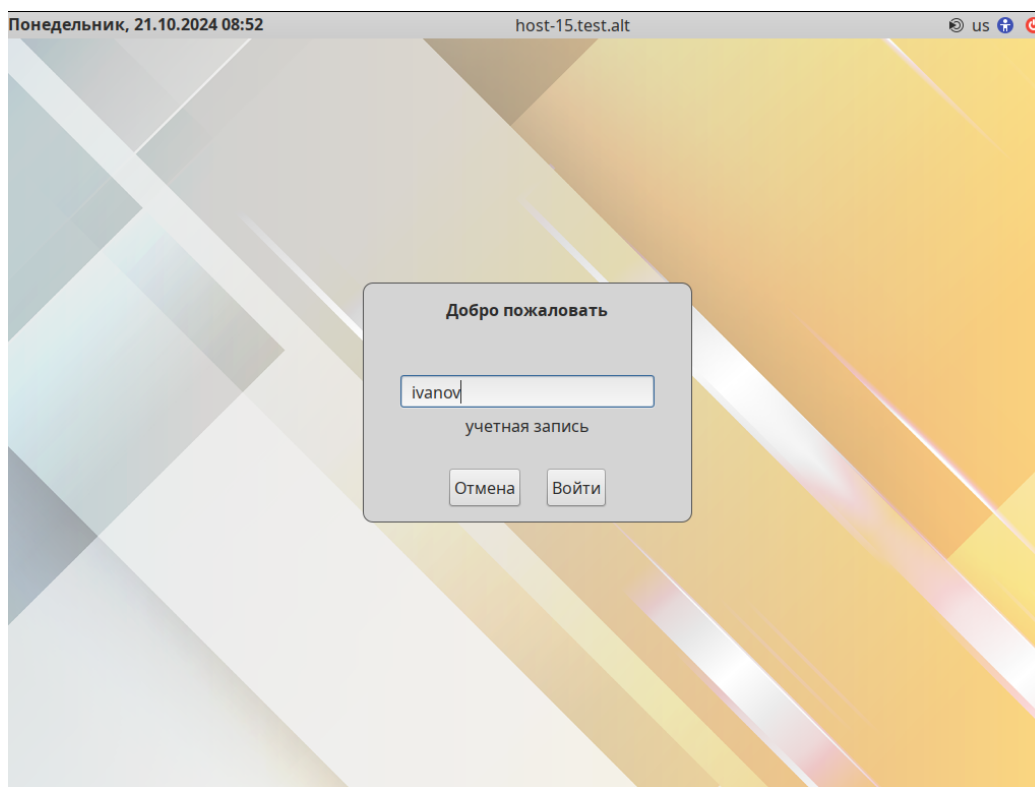 Понедельник, 21.10.2024 08:52 host-15.test.alt us
Добро пожаловать
ivanov
учетная запись
Отмена Войти